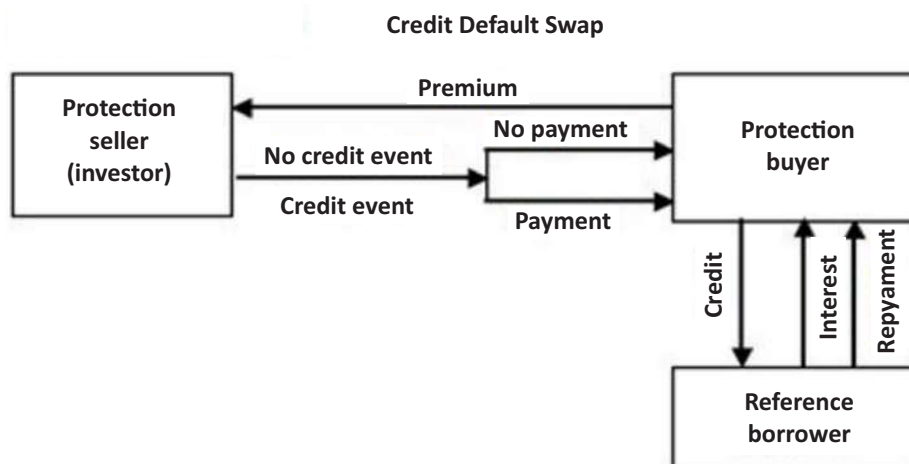 Credit Default Swap
Protection
seller
(investor)
Premium
No credit event
Credit event
No payment
Payment
Protection
buyer
Credit
Interest
Repyament
Reference
borrower